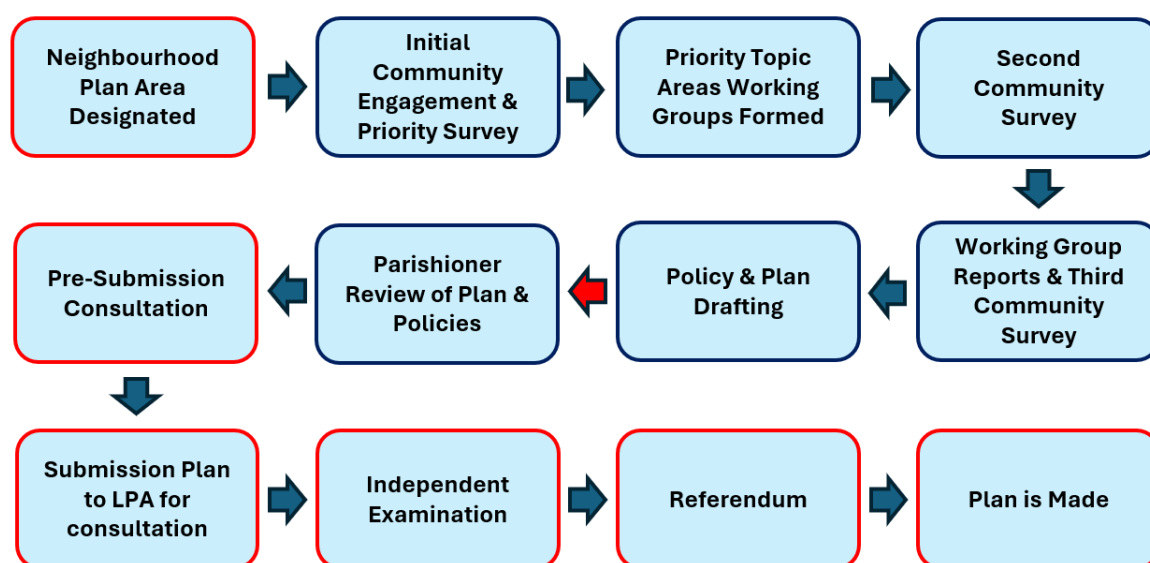 Neighbourhood
Plan Area
Designated
Initial
Community
Engagement &
Priority Survey
Priority Topic
Areas Working
Groups Formed
Second
Community
Survey
Working Group
Reports & Third
Community
Survey
Policy & Plan
Drafting
Parishioner
Review of Plan &
Policies
Pre-Submission
Consultation
Submission Plan
to LPA for
consultation
Independent
Examination
Referendum
Plan is Made